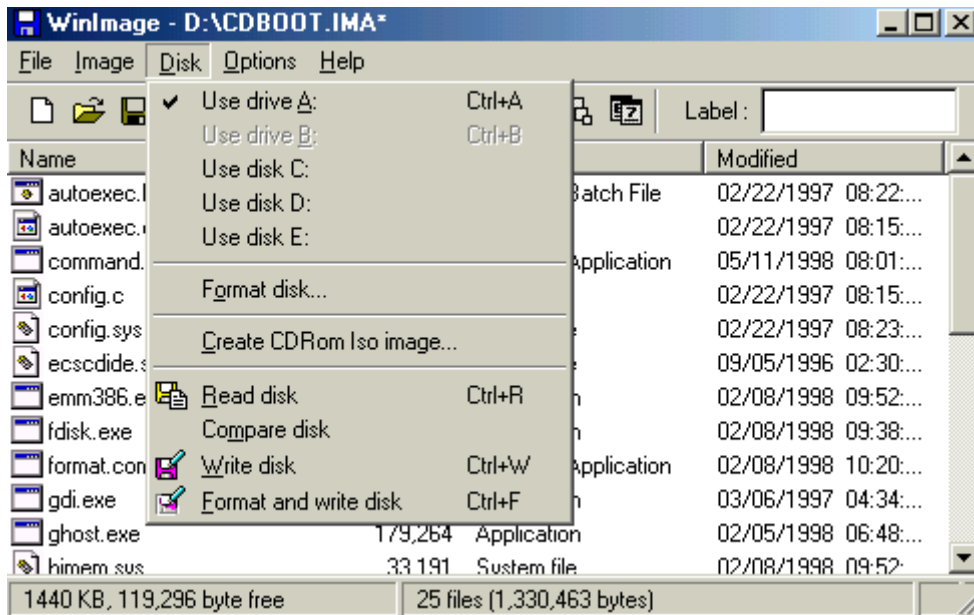 WinImage - D:\CDBOOT.IMA*
File Image Disk Options Help
Label :
Use drive A: Ctrl+A
Use drive B: Ctrl+B
Use disk C:
Use disk D:
Use disk E:
Format disk...
Create CDRom Iso image...
Read disk Ctrl+R
Compare disk
Write disk Ctrl+W
Format and write disk Ctrl+F
Name Modified
autoexec. Batch File 02/22/1997 08:22:...
autoexec. 02/22/1997 08:15:...
command. Application 05/11/1998 08:01:...
config.c 02/22/1997 08:15:...
config.sys 02/22/1997 08:23:...
ecscdide.s 09/05/1996 02:30:...
emm386.e 02/08/1998 09:52:...
fdisk.exe 02/08/1998 09:38:...
format.com Application 02/08/1998 10:20:...
gdi.exe 03/06/1997 04:34:...
ghost.exe 179,264 Application 02/05/1998 06:48:...
himem.sys 33,191 System file 02/08/1998 09:52:
1440 KB, 119,296 byte free 25 files (1,330,463 bytes)